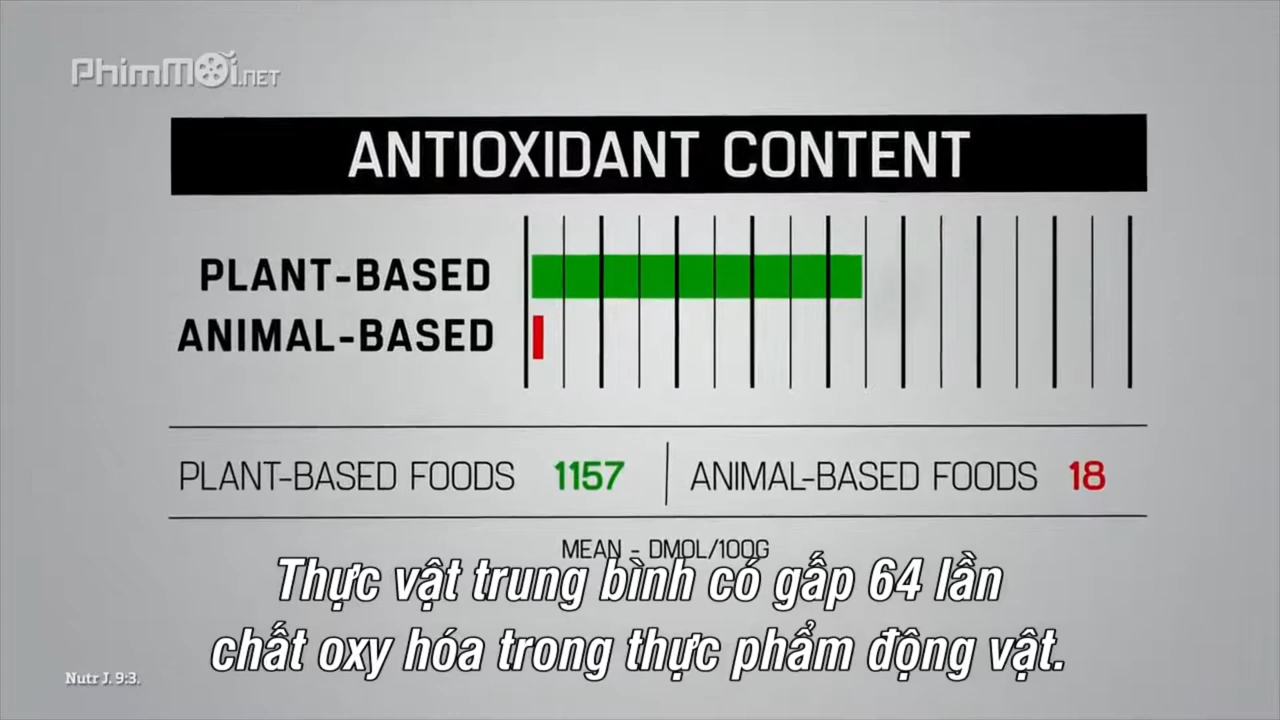 PhimMỡi.NET
ANTIOXIDANT CONTENT
PLANT-BASED
ANIMAL-BASED
PLANT-BASED FOODS 1157 ANIMAL-BASED FOODS 18
MEAN - DMOL/100G
Thực vật trung bình có gấp 64 lần
chất oxy hóa trong thực phẩm động vật.
Nutr J. 9:3.